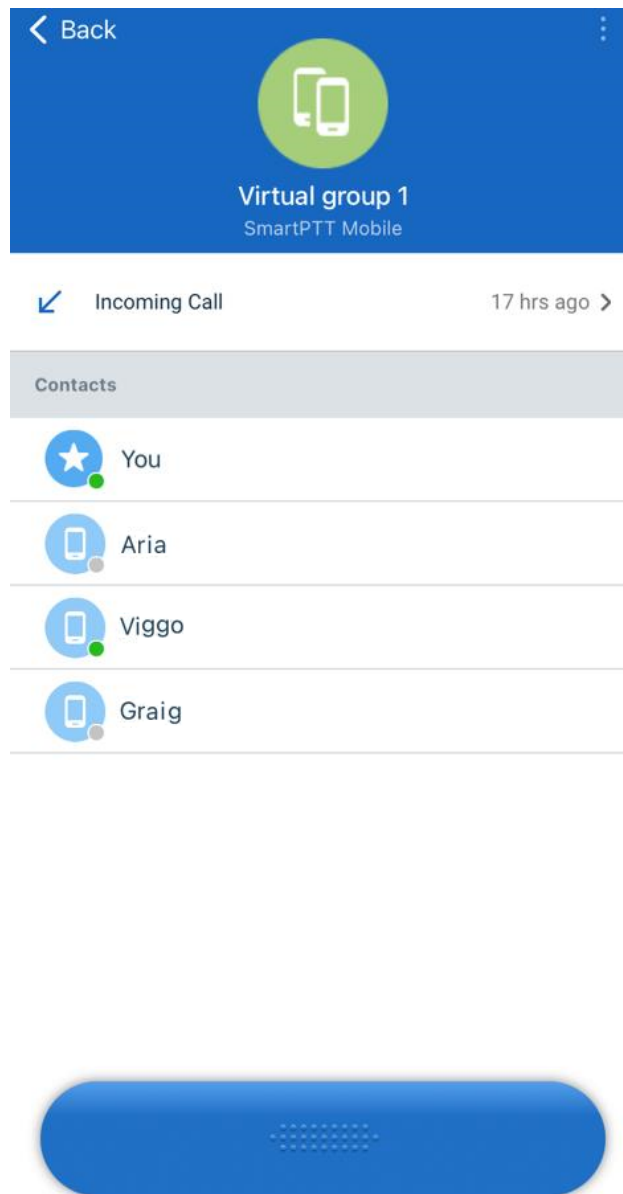 Back
Virtual group 1
SmartPTT Mobile
Incoming Call 17 hrs ago
Contacts
You
Aria
Viggo
Graig